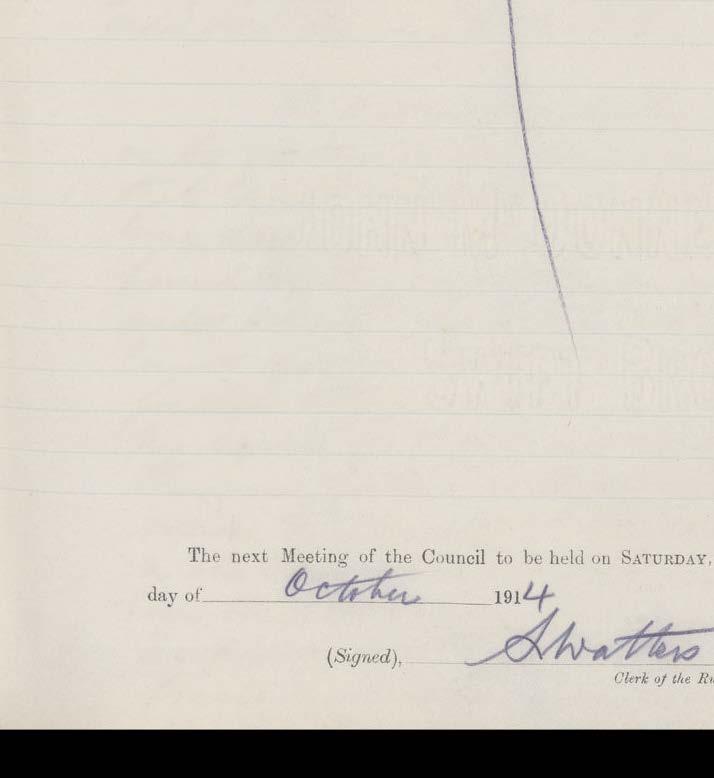 The next Meeting of the Council to be held on SATURDAY,
day of October 1914
(Signed), S Watters
Clerk of the